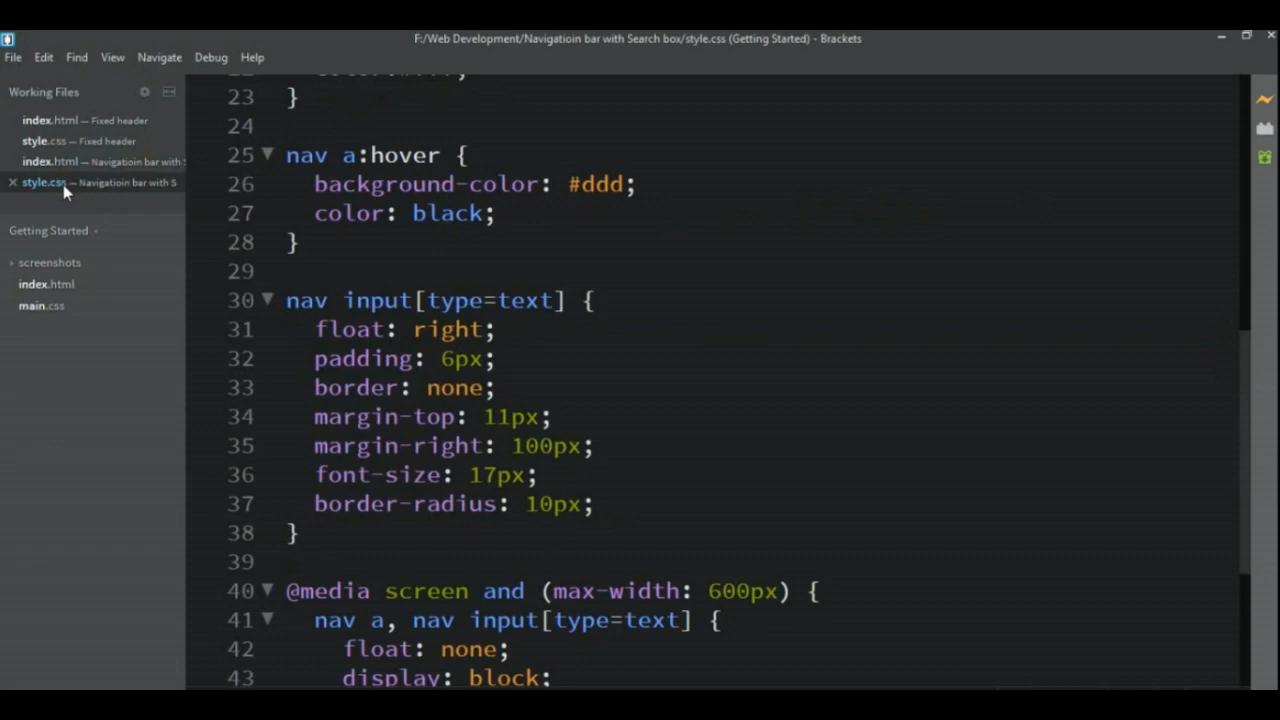 F:/Web Development/Navigatioin bar with Search box/style.css (Getting Started) - Brackets
File Edit Find View Navigate Debug Help
Working Files
index.html — Fixed header
style.css — Fixed header
index.html — Navigatioin bar with S
style.css — Navigatioin bar with S
Getting Started
screenshots
index.html
main.css
23 }
24
25 nav a:hover {
26 background-color: #ddd;
27 color: black;
28 }
29
30 nav input[type=text] {
31 float: right;
32 padding: 6px;
33 border: none;
34 margin-top: 11px;
35 margin-right: 100px;
36 font-size: 17px;
37 border-radius: 10px;
38 }
39
40 @media screen and (max-width: 600px) {
41 nav a, nav input[type=text] {
42 float: none;
43 display: block;